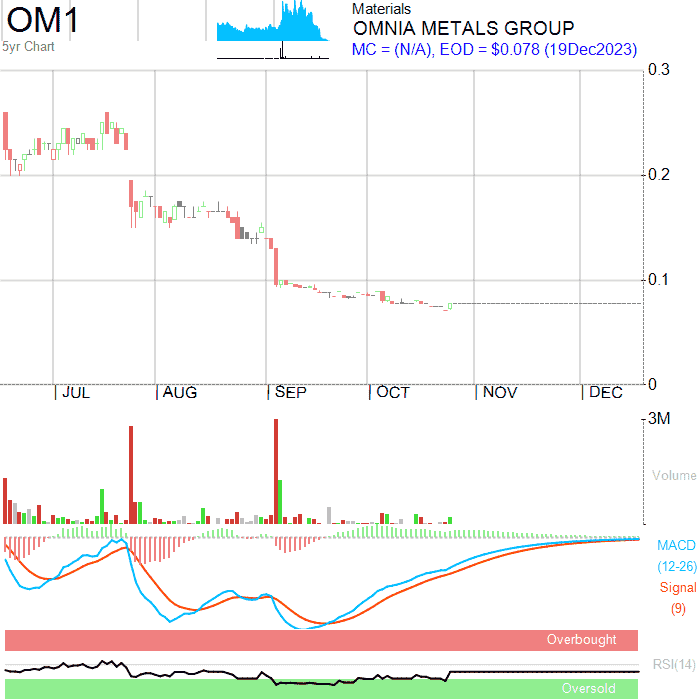 OM1
5yr Chart
Materials
OMNIA METALS GROUP
MC = (N/A), EOD = $0.078 (19Dec2023)
0.3
0.2
0.1
0
JUL AUG SEP OCT NOV DEC
3M
Volume
MACD
(12-26)
Signal
(9)
Overbought
RSI(14)
Oversold